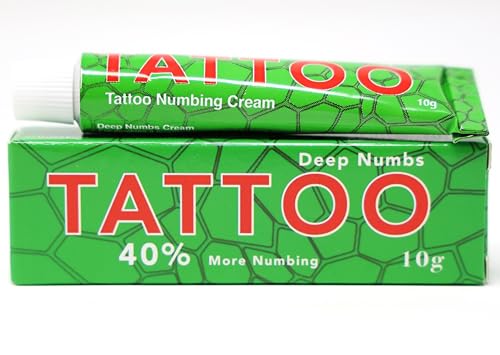 TATTOO
Tattoo Numbing Cream 10g
Deep Numbs Cream
Deep Numbs
TATTOO
40% More Numbing 10g